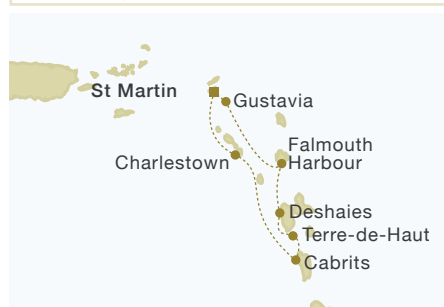 St Martin
Gustavia
Falmouth
Harbour
Charlestown
Deshaies
Terre-de-Haut
Cabrits